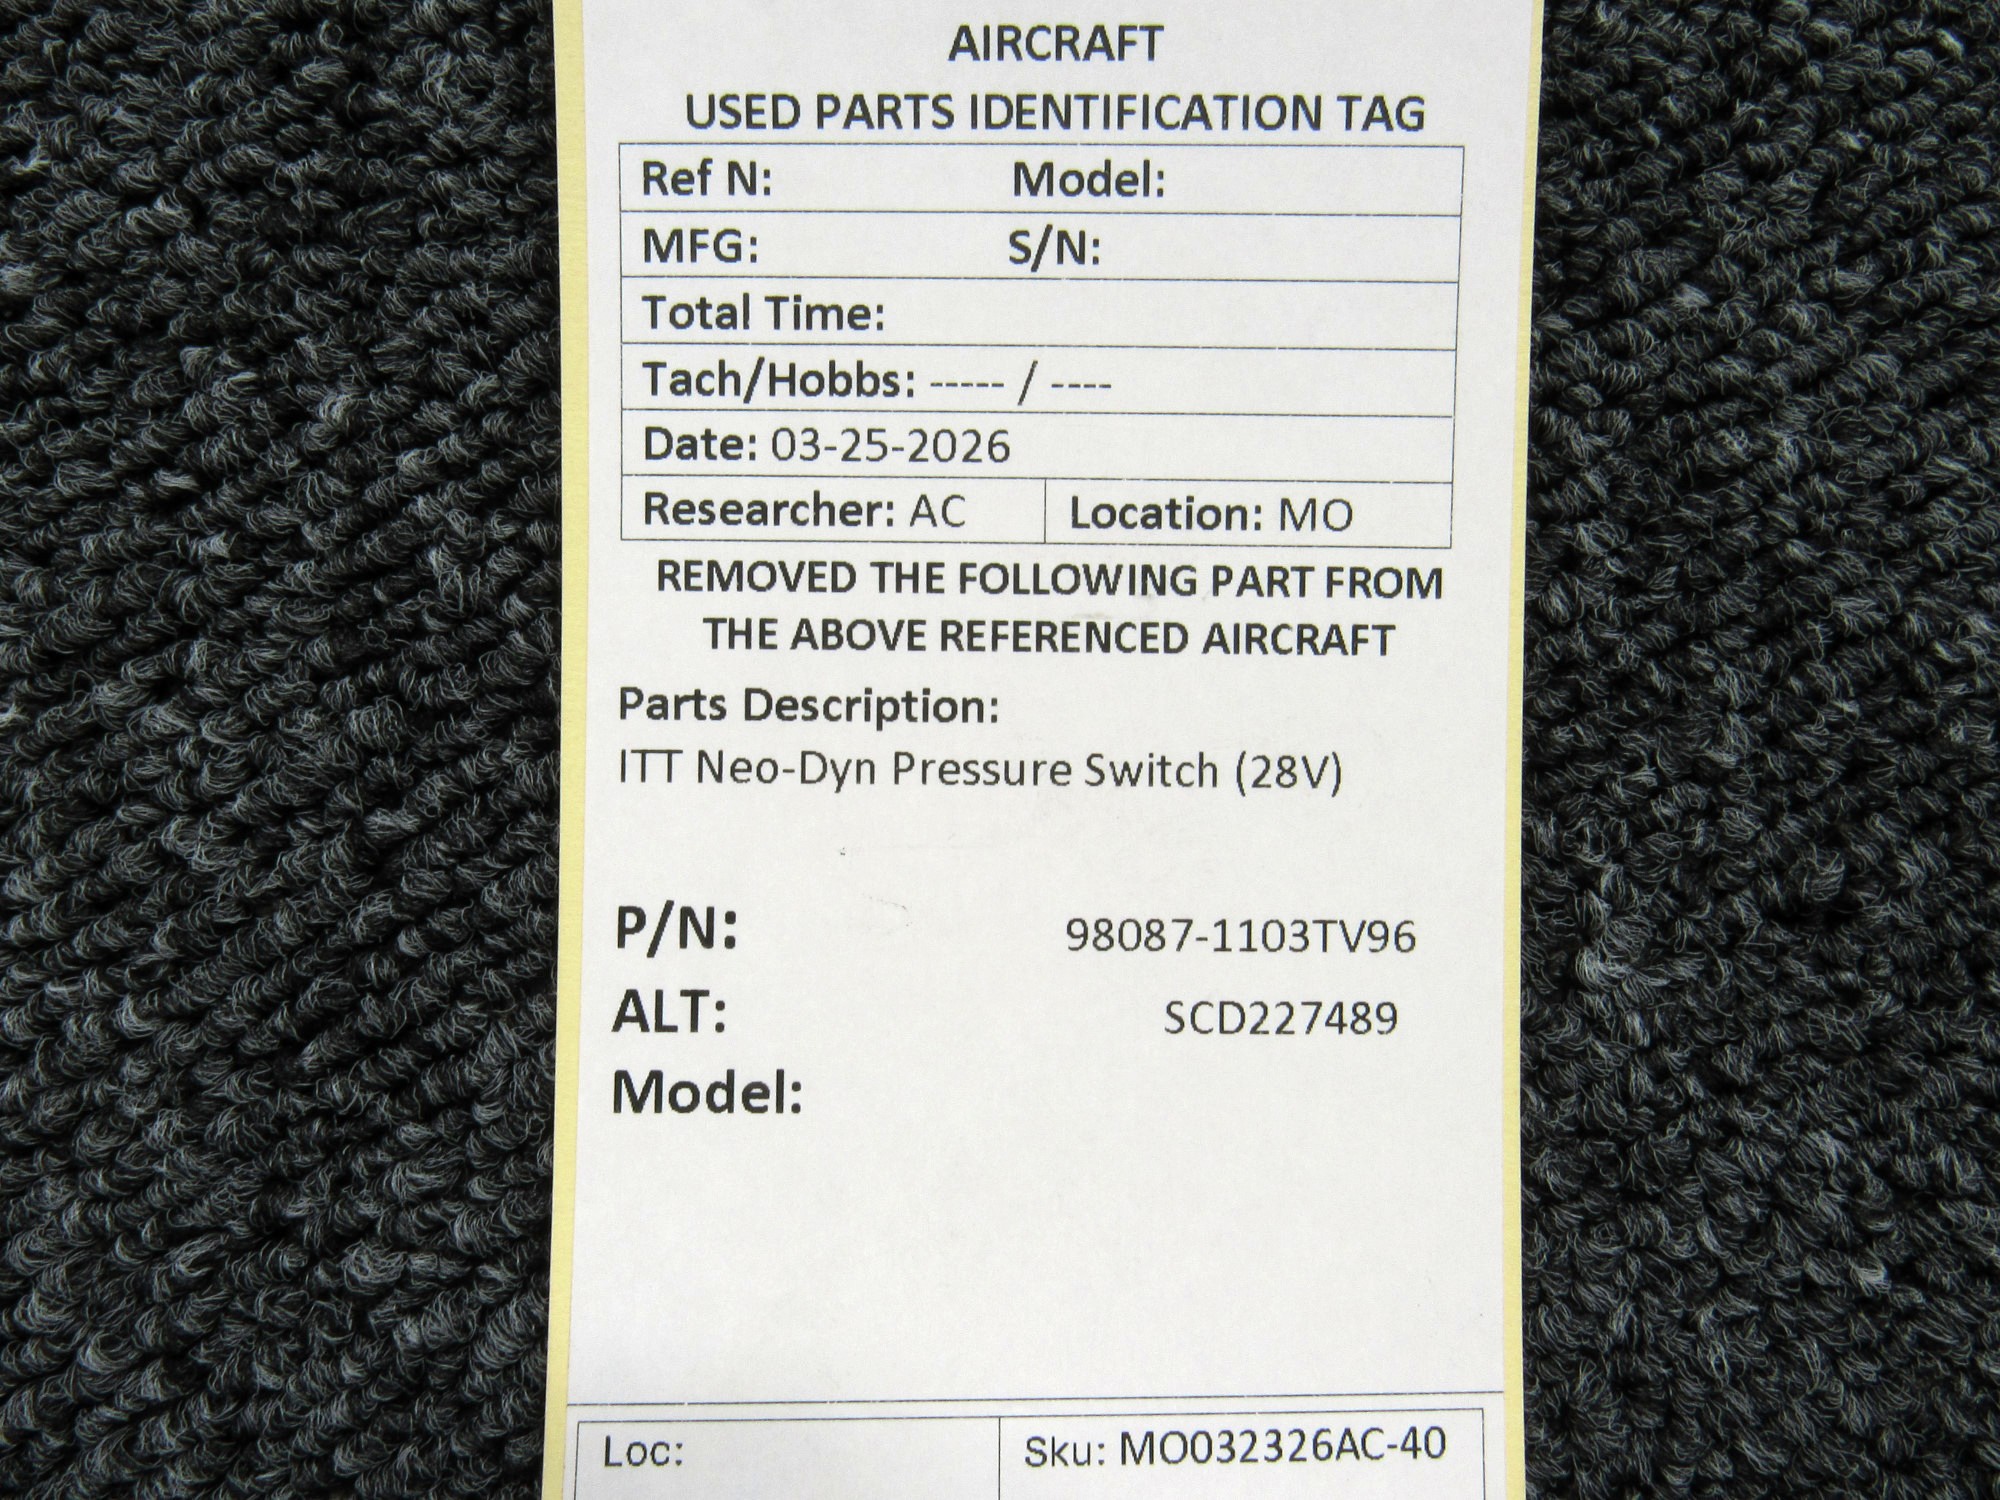 AIRCRAFT
USED PARTS IDENTIFICATION TAG
Ref N: Model:
MFG: S/N:
Total Time:
Tach/Hobbs: ----- / ----
Date: 03-25-2026
Researcher: AC Location: MO
REMOVED THE FOLLOWING PART FROM
THE ABOVE REFERENCED AIRCRAFT
Parts Description:
ITT Neo-Dyn Pressure Switch (28V)
P/N: 98087-1103TV96
ALT: SCD227489
Model:
Loc: Sku: MO032326AC-40